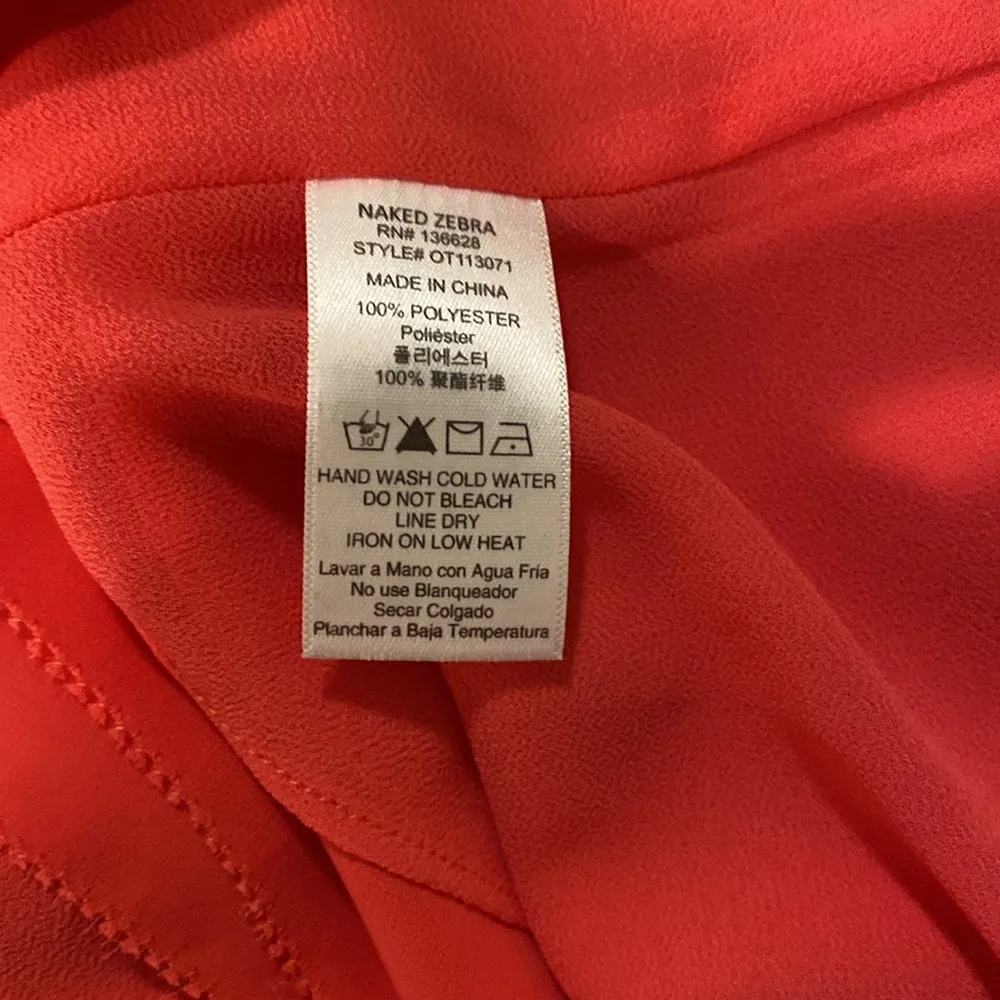 NAKED ZEBRA
RN# 136628
STYLE# OT113071
MADE IN CHINA
100% POLYESTER
Poliéster
폴리에스터
100% 聚酯纤维
30°
HAND WASH COLD WATER
DO NOT BLEACH
LINE DRY
IRON ON LOW HEAT
Lavar a Mano con Agua Fría
No use Blanqueador
Secar Colgado
Planchar a Baja Temperatura